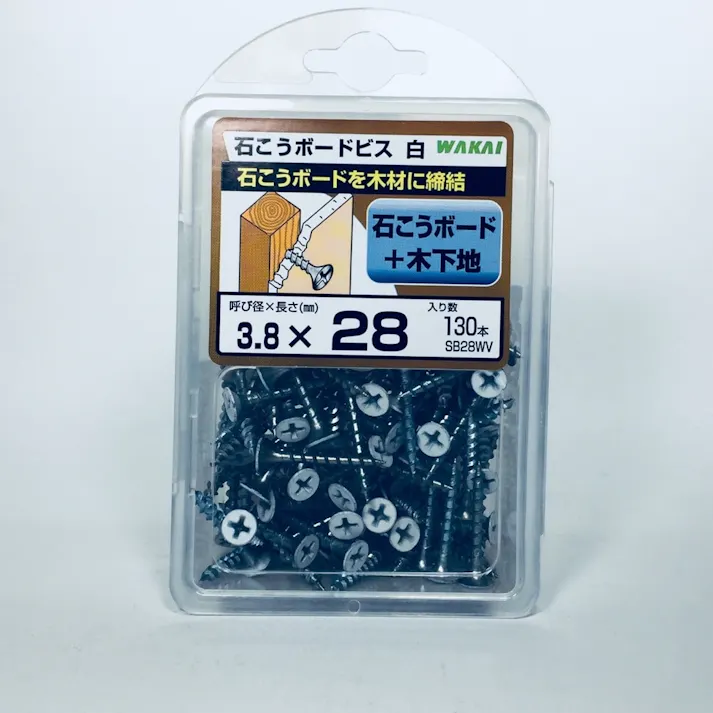 石こうボードビス 白 WAKAI
石こうボードを木材に締結
石こうボード
+木下地
呼び径×長さ(mm)
3.8 × 28
入り数
130本
SB28WV